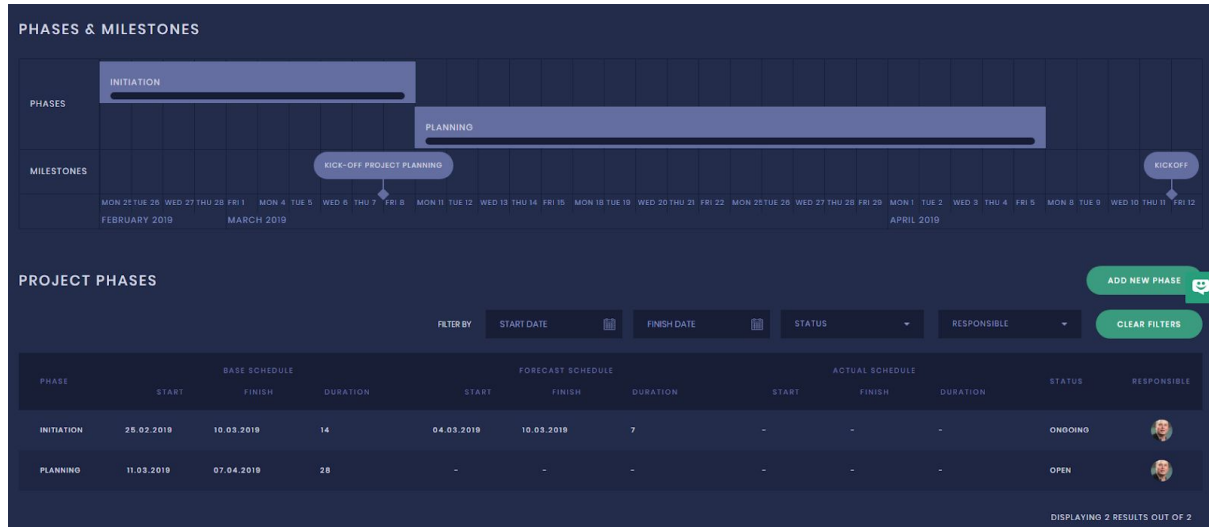 PHASES & MILESTONES
INITIATION
PHASES
PLANNING
KICK-OFF PROJECT PLANNING
KICKOFF
MILESTONES
MON 25 TUE 26 WED 27 THU 28 FRI 1 MON 4 TUE 5 WED 6 THU 7 FRI 8 MON 11 TUE 12 WED 13 THU 14 FRI 15 MON 18 TUE 19 WED 20 THU 21 FRI 22 MON 25 TUE 26 WED 27 THU 28 FRI 29 MON 1 TUE 2 WED 3 THU 4 FRI 5 MON 8 TUE 9 WED 10 THU 11 FRI 12
FEBRUARY 2019 MARCH 2019 APRIL 2019
PROJECT PHASES
ADD NEW PHASE
FILTER BY START DATE FINISH DATE STATUS RESPONSIBLE CLEAR FILTERS
BASE SCHEDULE FORECAST SCHEDULE ACTUAL SCHEDULE
PHASE STATUS RESPONSIBLE
START FINISH DURATION START FINISH DURATION START FINISH DURATION
INITIATION 25.02.2019 10.03.2019 14 04.03.2019 10.03.2019 7 - - - ONGOING
PLANNING 11.03.2019 07.04.2019 28 - - - - - - OPEN
DISPLAYING 2 RESULTS OUT OF 2